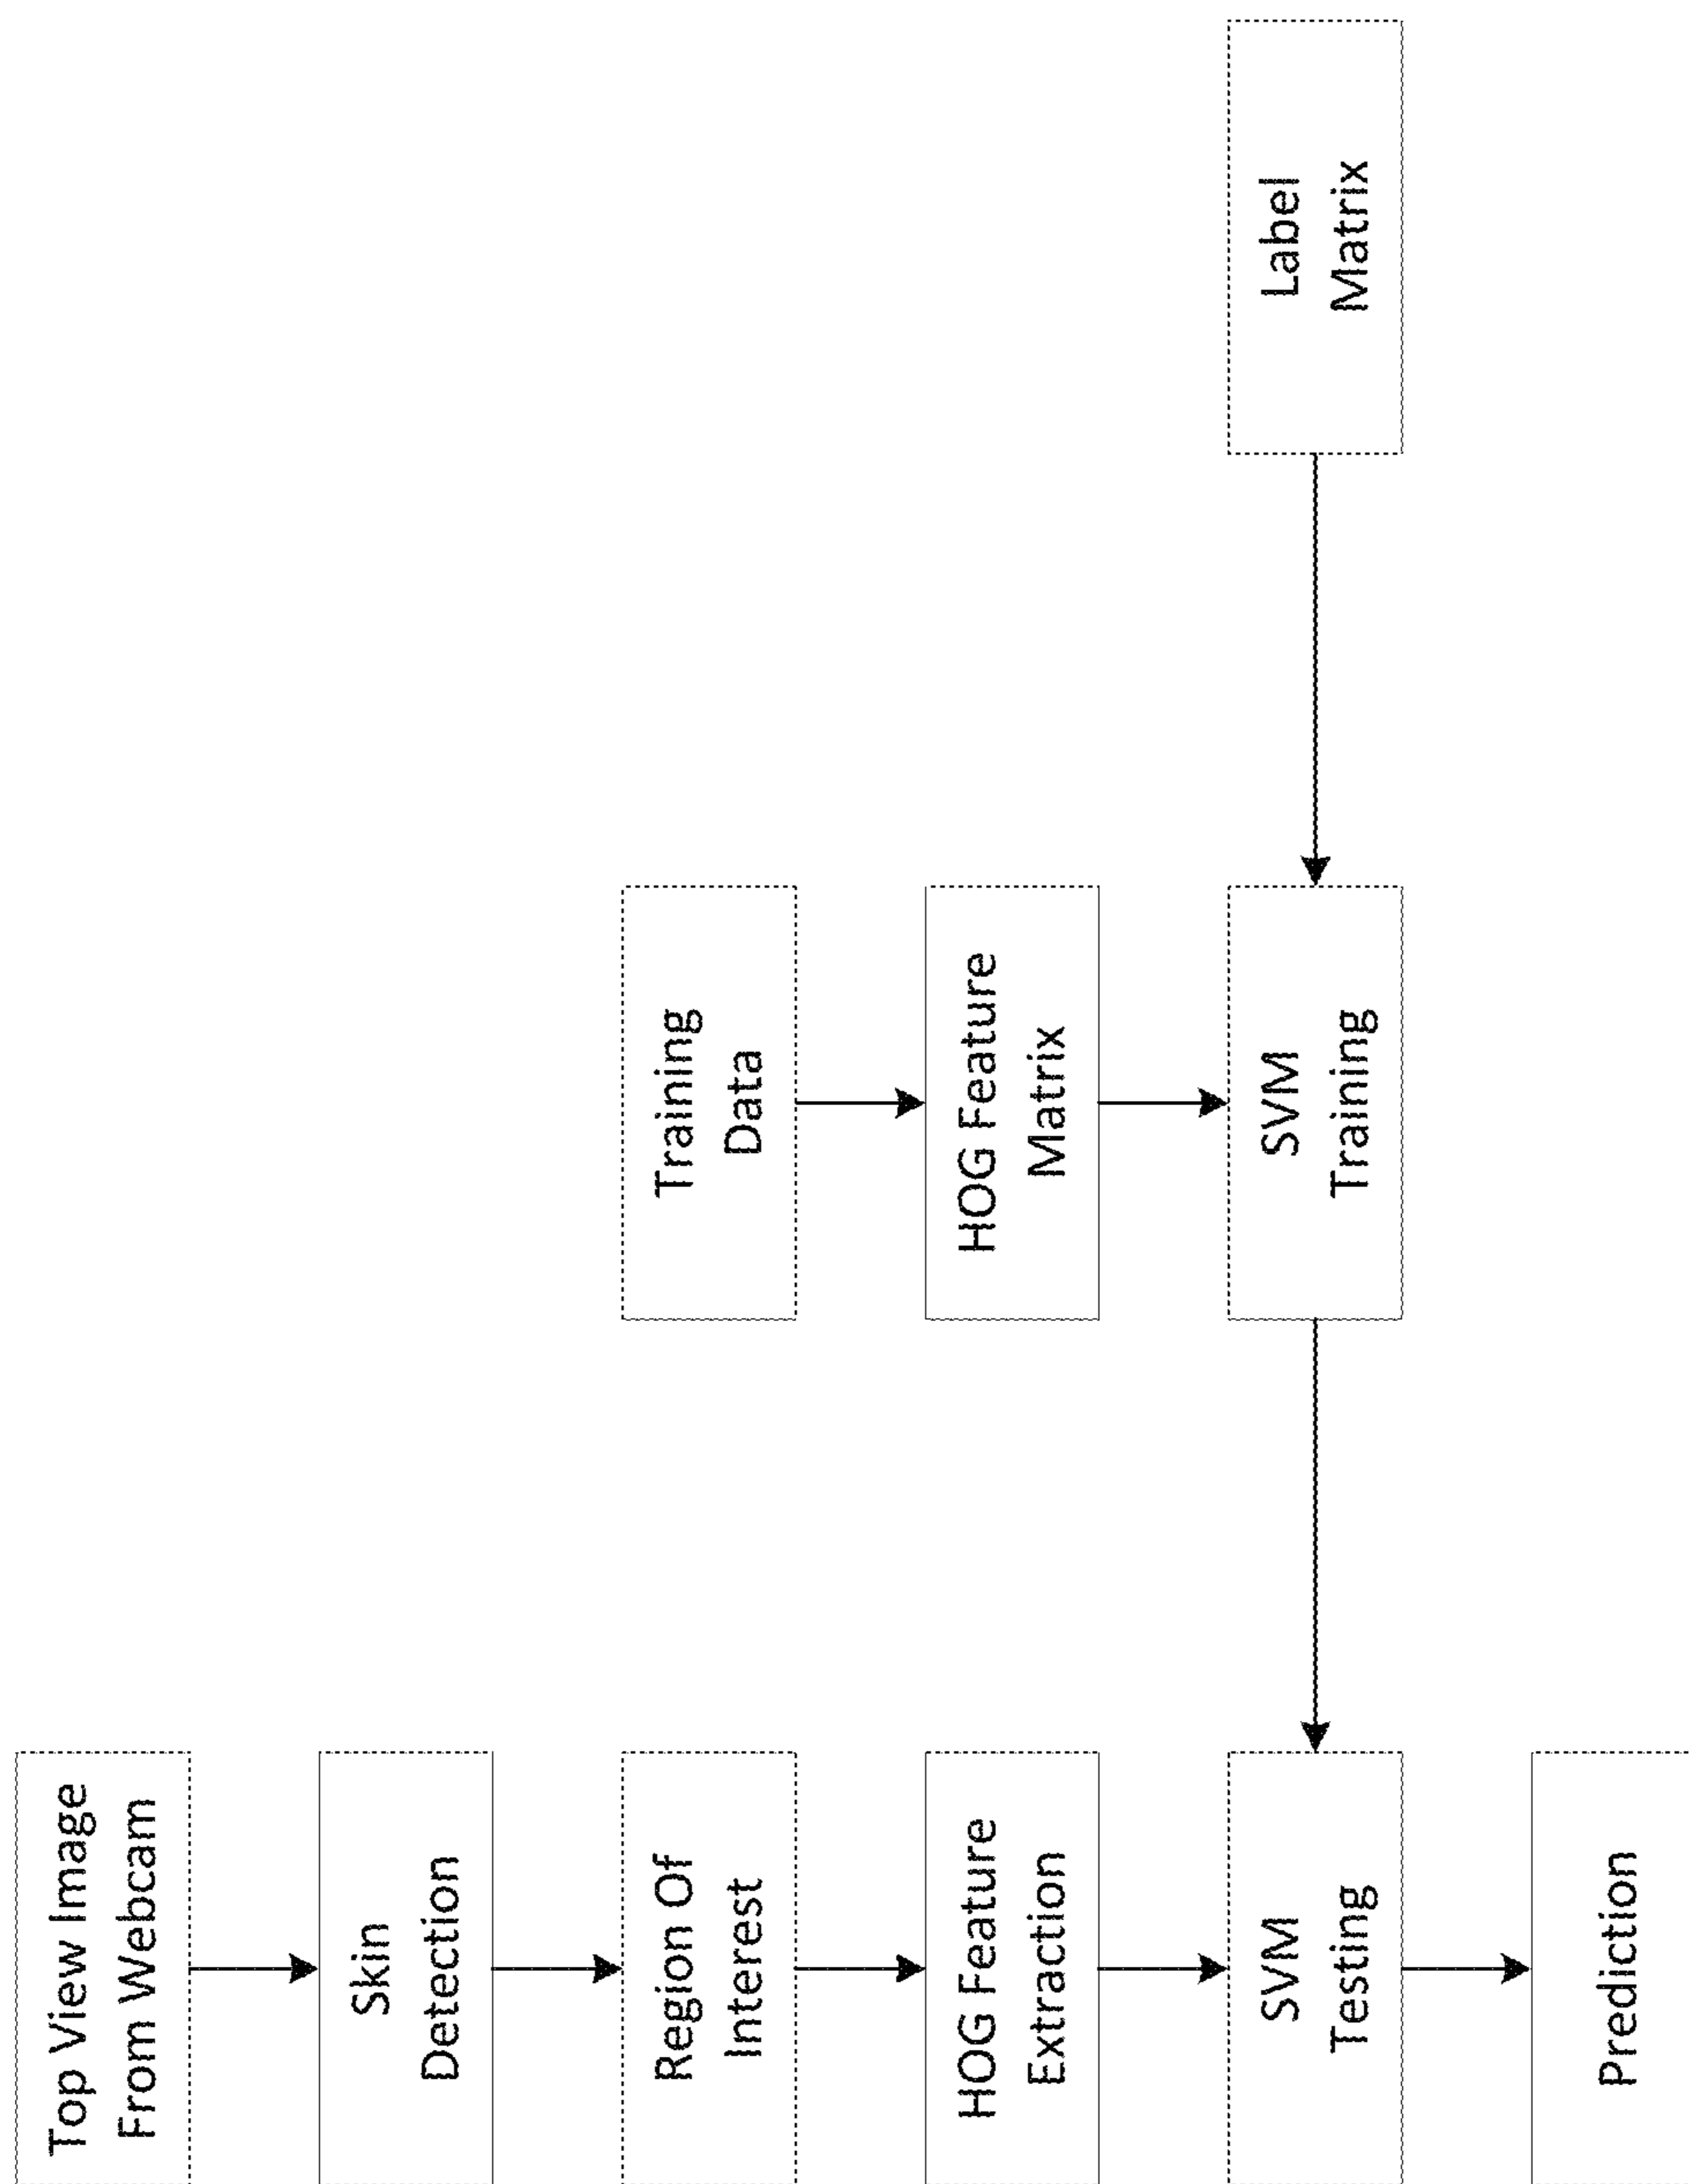 Top View Image
From Webcam
Skin
Detection
Region Of
Interest
HOG Feature
Extraction
SVM
Testing
Prediction
Training
Data
HOG Feature
Matrix
SVM
Training
Label
Matrix